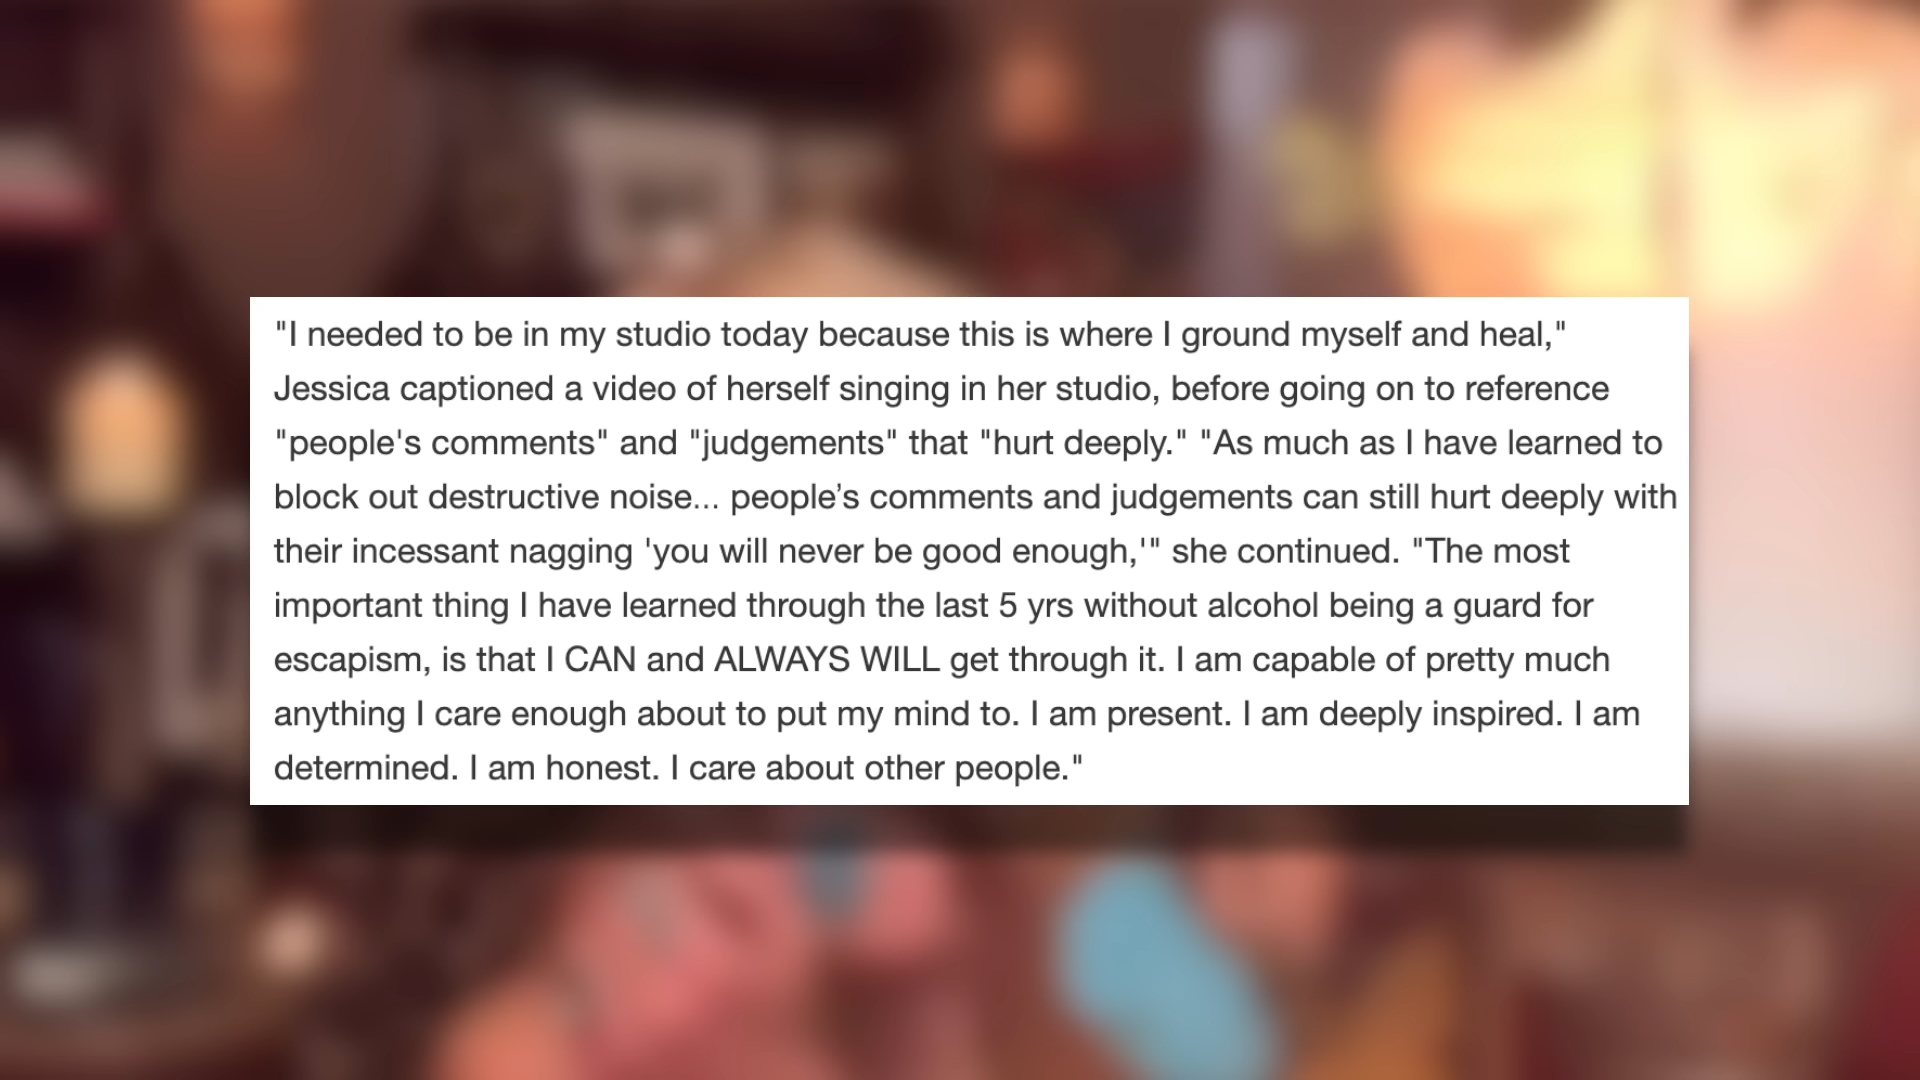 "I needed to be in my studio today because this is where I ground myself and heal,"
Jessica captioned a video of herself singing in her studio, before going on to reference
"people's comments" and "judgements" that "hurt deeply." "As much as I have learned to
block out destructive noise... people’s comments and judgements can still hurt deeply with
their incessant nagging 'you will never be good enough,'" she continued. "The most
important thing I have learned through the last 5 yrs without alcohol being a guard for
escapism, is that I CAN and ALWAYS WILL get through it. I am capable of pretty much
anything I care enough about to put my mind to. I am present. I am deeply inspired. I am
determined. I am honest. I care about other people."